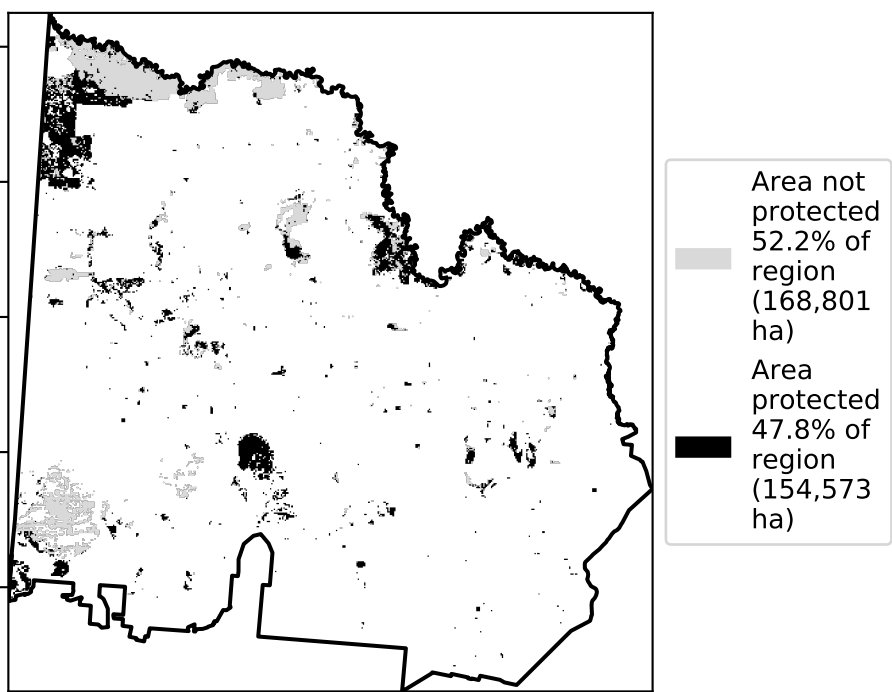 Area not
protected
52.2% of
region
(168,801
ha)
Area
protected
47.8% of
region
(154,573
ha)